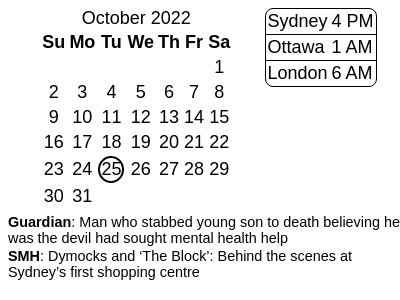 October 2022
Su Mo Tu We Th Fr Sa
1
2 3 4 5 6 7 8
9 10 11 12 13 14 15
16 17 18 19 20 21 22
23 24 25 26 27 28 29
30 31
Sydney 4 PM
Ottawa 1 AM
London 6 AM
Guardian: Man who stabbed young son to death believing he
was the devil had sought mental health help
SMH: Dymocks and ‘The Block’: Behind the scenes at
Sydney’s first shopping centre